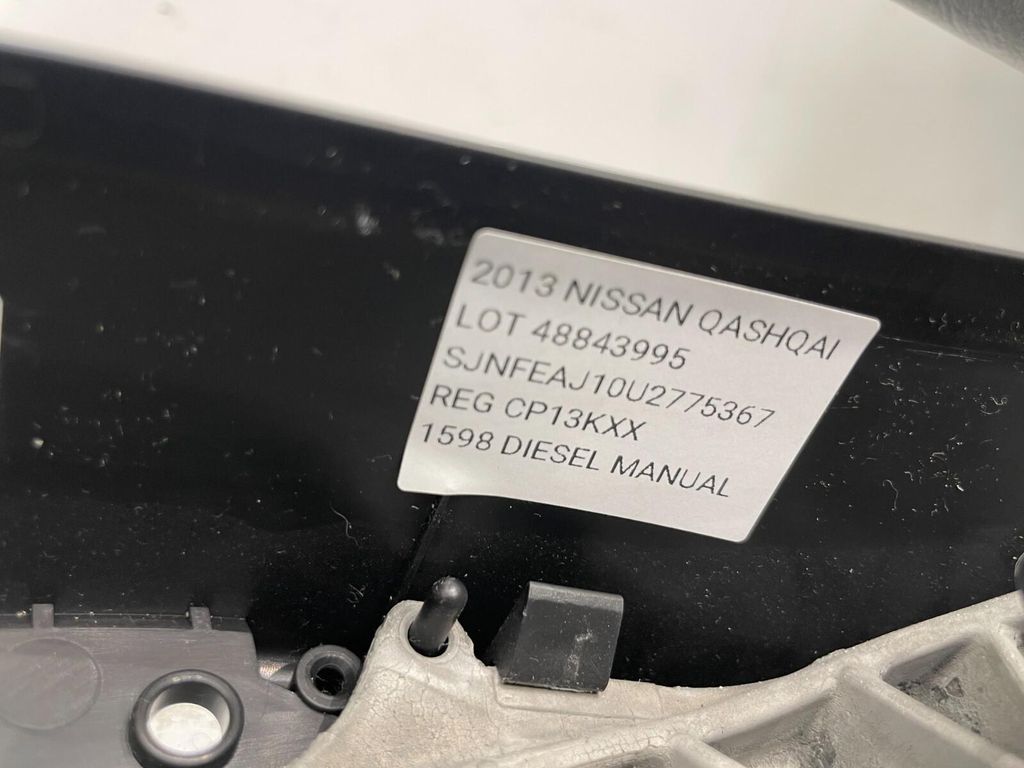 2013 NISSAN QASHQAI
LOT 48843995
SJNFEAJ10U2775367
REG CP13KXX
1598 DIESEL MANUAL